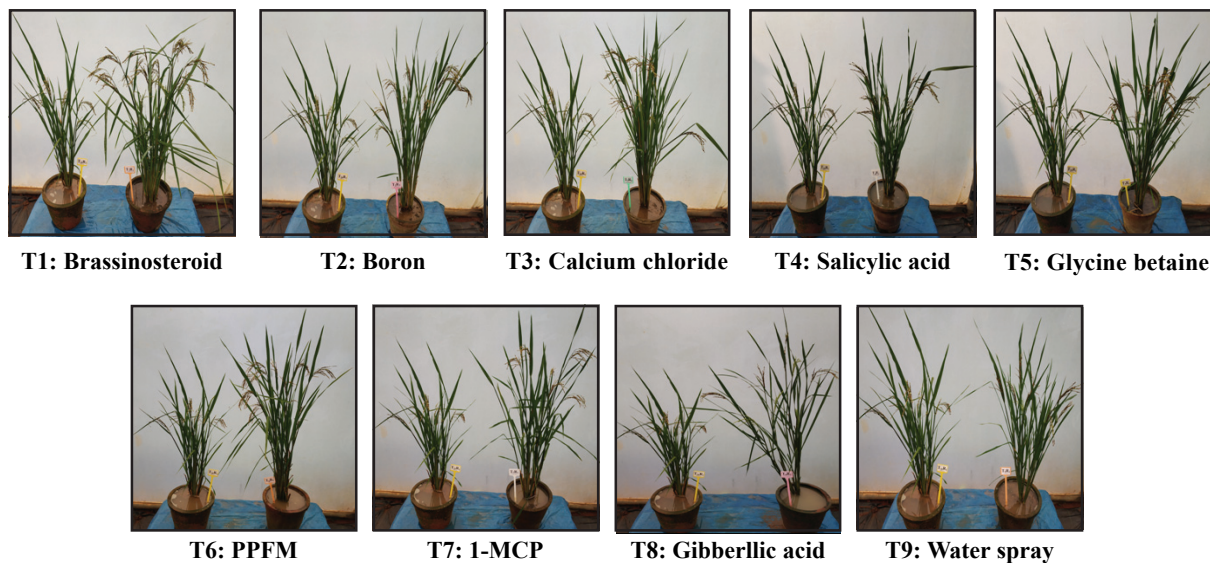 T1: Brassinosteroid
T2: Boron
T3: Calcium chloride
T4: Salicylic acid
T5: Glycine betaine
T6: PPFM
T7: 1-MCP
T8: Gibberllic acid
T9: Water spray